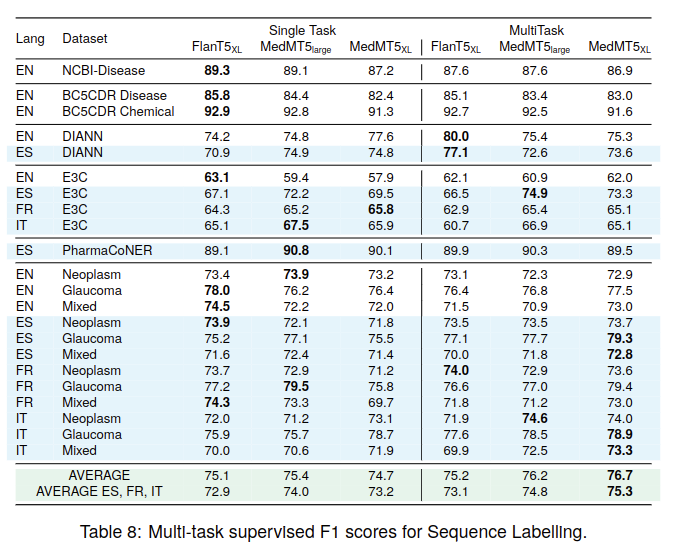 Single Task MultiTask
Lang Dataset FlanT5XL MedMT5large MedMT5XL FlanT5XL MedMT5large MedMT5XL
EN NCBI-Disease 89.3 89.1 87.2 87.6 87.6 86.9
EN BC5CDR Disease 85.8 84.4 82.4 85.1 83.4 83.0
EN BC5CDR Chemical 92.9 92.8 91.3 92.7 92.5 91.6
EN DIANN 74.2 74.8 77.6 80.0 75.4 75.3
ES DIANN 70.9 74.9 74.8 77.1 72.6 73.6
EN E3C 63.1 59.4 57.9 62.1 60.9 62.0
ES E3C 67.1 72.2 69.5 66.5 74.9 73.3
FR E3C 64.3 65.2 65.8 62.9 65.4 65.1
IT E3C 65.1 67.5 65.9 60.7 66.9 65.1
ES PharmaCoNER 89.1 90.8 90.1 89.9 90.3 89.5
EN Neoplasm 73.4 73.9 73.2 73.1 72.3 72.9
EN Glaucoma 78.0 76.2 76.4 76.4 76.8 77.5
EN Mixed 74.5 72.2 72.0 71.5 70.9 73.0
ES Neoplasm 73.9 72.1 71.8 73.5 73.5 73.7
ES Glaucoma 75.2 77.1 75.5 77.1 77.7 79.3
ES Mixed 71.6 72.4 71.4 70.0 71.8 72.8
FR Neoplasm 73.7 72.9 71.2 74.0 72.9 73.6
FR Glaucoma 77.2 79.5 75.8 76.6 77.0 79.4
FR Mixed 74.3 73.3 69.7 71.8 71.2 73.0
IT Neoplasm 72.0 71.2 73.1 71.9 74.6 74.0
IT Glaucoma 75.9 75.7 78.7 77.6 78.5 78.9
IT Mixed 70.0 70.6 71.9 69.9 72.5 73.3
AVERAGE 75.1 75.4 74.7 75.2 76.2 76.7
AVERAGE ES, FR, IT 72.9 74.0 73.2 73.1 74.8 75.3
Table 8: Multi-task supervised F1 scores for Sequence Labelling.